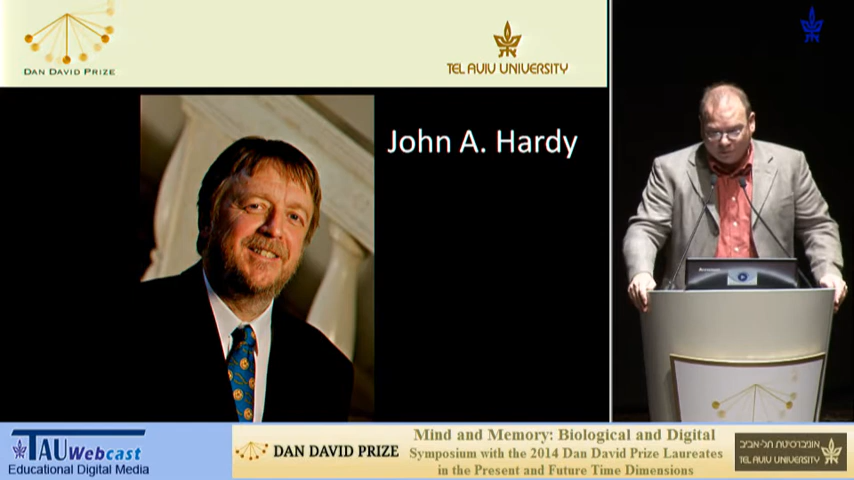 DAN DAVID PRIZE
TEL AVIV UNIVERSITY
John A. Hardy
TAU Webcast
Educational Digital Media
DAN DAVID PRIZE
Mind and Memory: Biological and Digital
Symposium with the 2014 Dan David Prize Laureates
in the Present and Future Time Dimensions
אוניברסיטת תל-אביב
TEL AVIV UNIVERSITY